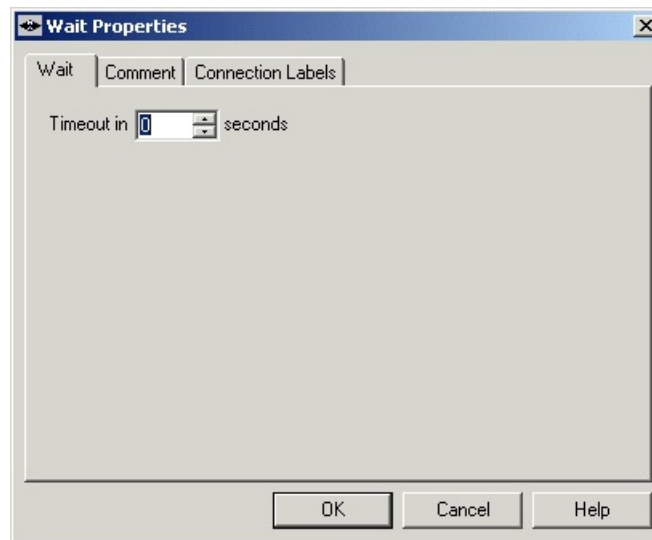 Wait Properties
Wait Comment Connection Labels
Timeout in 0 seconds
OK Cancel Help